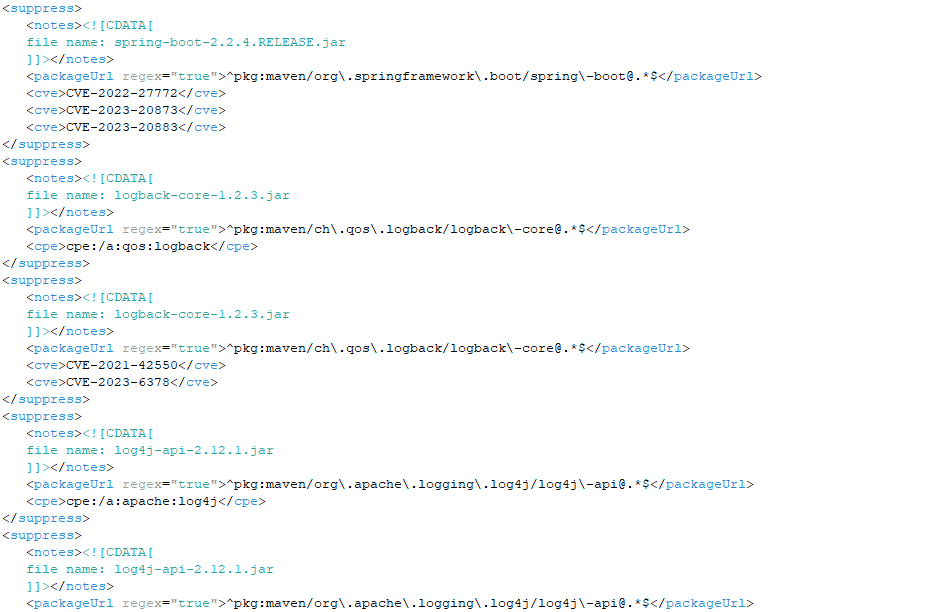 <suppress>
<notes><![CDATA[
file name: spring-boot-2.2.4.RELEASE.jar
]]></notes>
<packageUrl regex="true">^pkg:maven/org\.springframework\.boot/spring\-boot@.*$</packageUrl>
<cve>CVE-2022-27772</cve>
<cve>CVE-2023-20873</cve>
<cve>CVE-2023-20883</cve>
</suppress>
<suppress>
<notes><![CDATA[
file name: logback-core-1.2.3.jar
]]></notes>
<packageUrl regex="true">^pkg:maven/ch\.qos\.logback/logback\-core@.*$</packageUrl>
<cpe>cpe:/a:qos:logback</cpe>
</suppress>
<suppress>
<notes><![CDATA[
file name: logback-core-1.2.3.jar
]]></notes>
<packageUrl regex="true">^pkg:maven/ch\.qos\.logback/logback\-core@.*$</packageUrl>
<cve>CVE-2021-42550</cve>
<cve>CVE-2023-6378</cve>
</suppress>
<suppress>
<notes><![CDATA[
file name: log4j-api-2.12.1.jar
]]></notes>
<packageUrl regex="true">^pkg:maven/org\.apache\.logging\.log4j/log4j\-api@.*$</packageUrl>
<cpe>cpe:/a:apache:log4j</cpe>
</suppress>
<suppress>
<notes><![CDATA[
file name: log4j-api-2.12.1.jar
]]></notes>
<packageUrl regex="true">^pkg:maven/org\.apache\.logging\.log4j/log4j\-api@.*$</packageUrl>